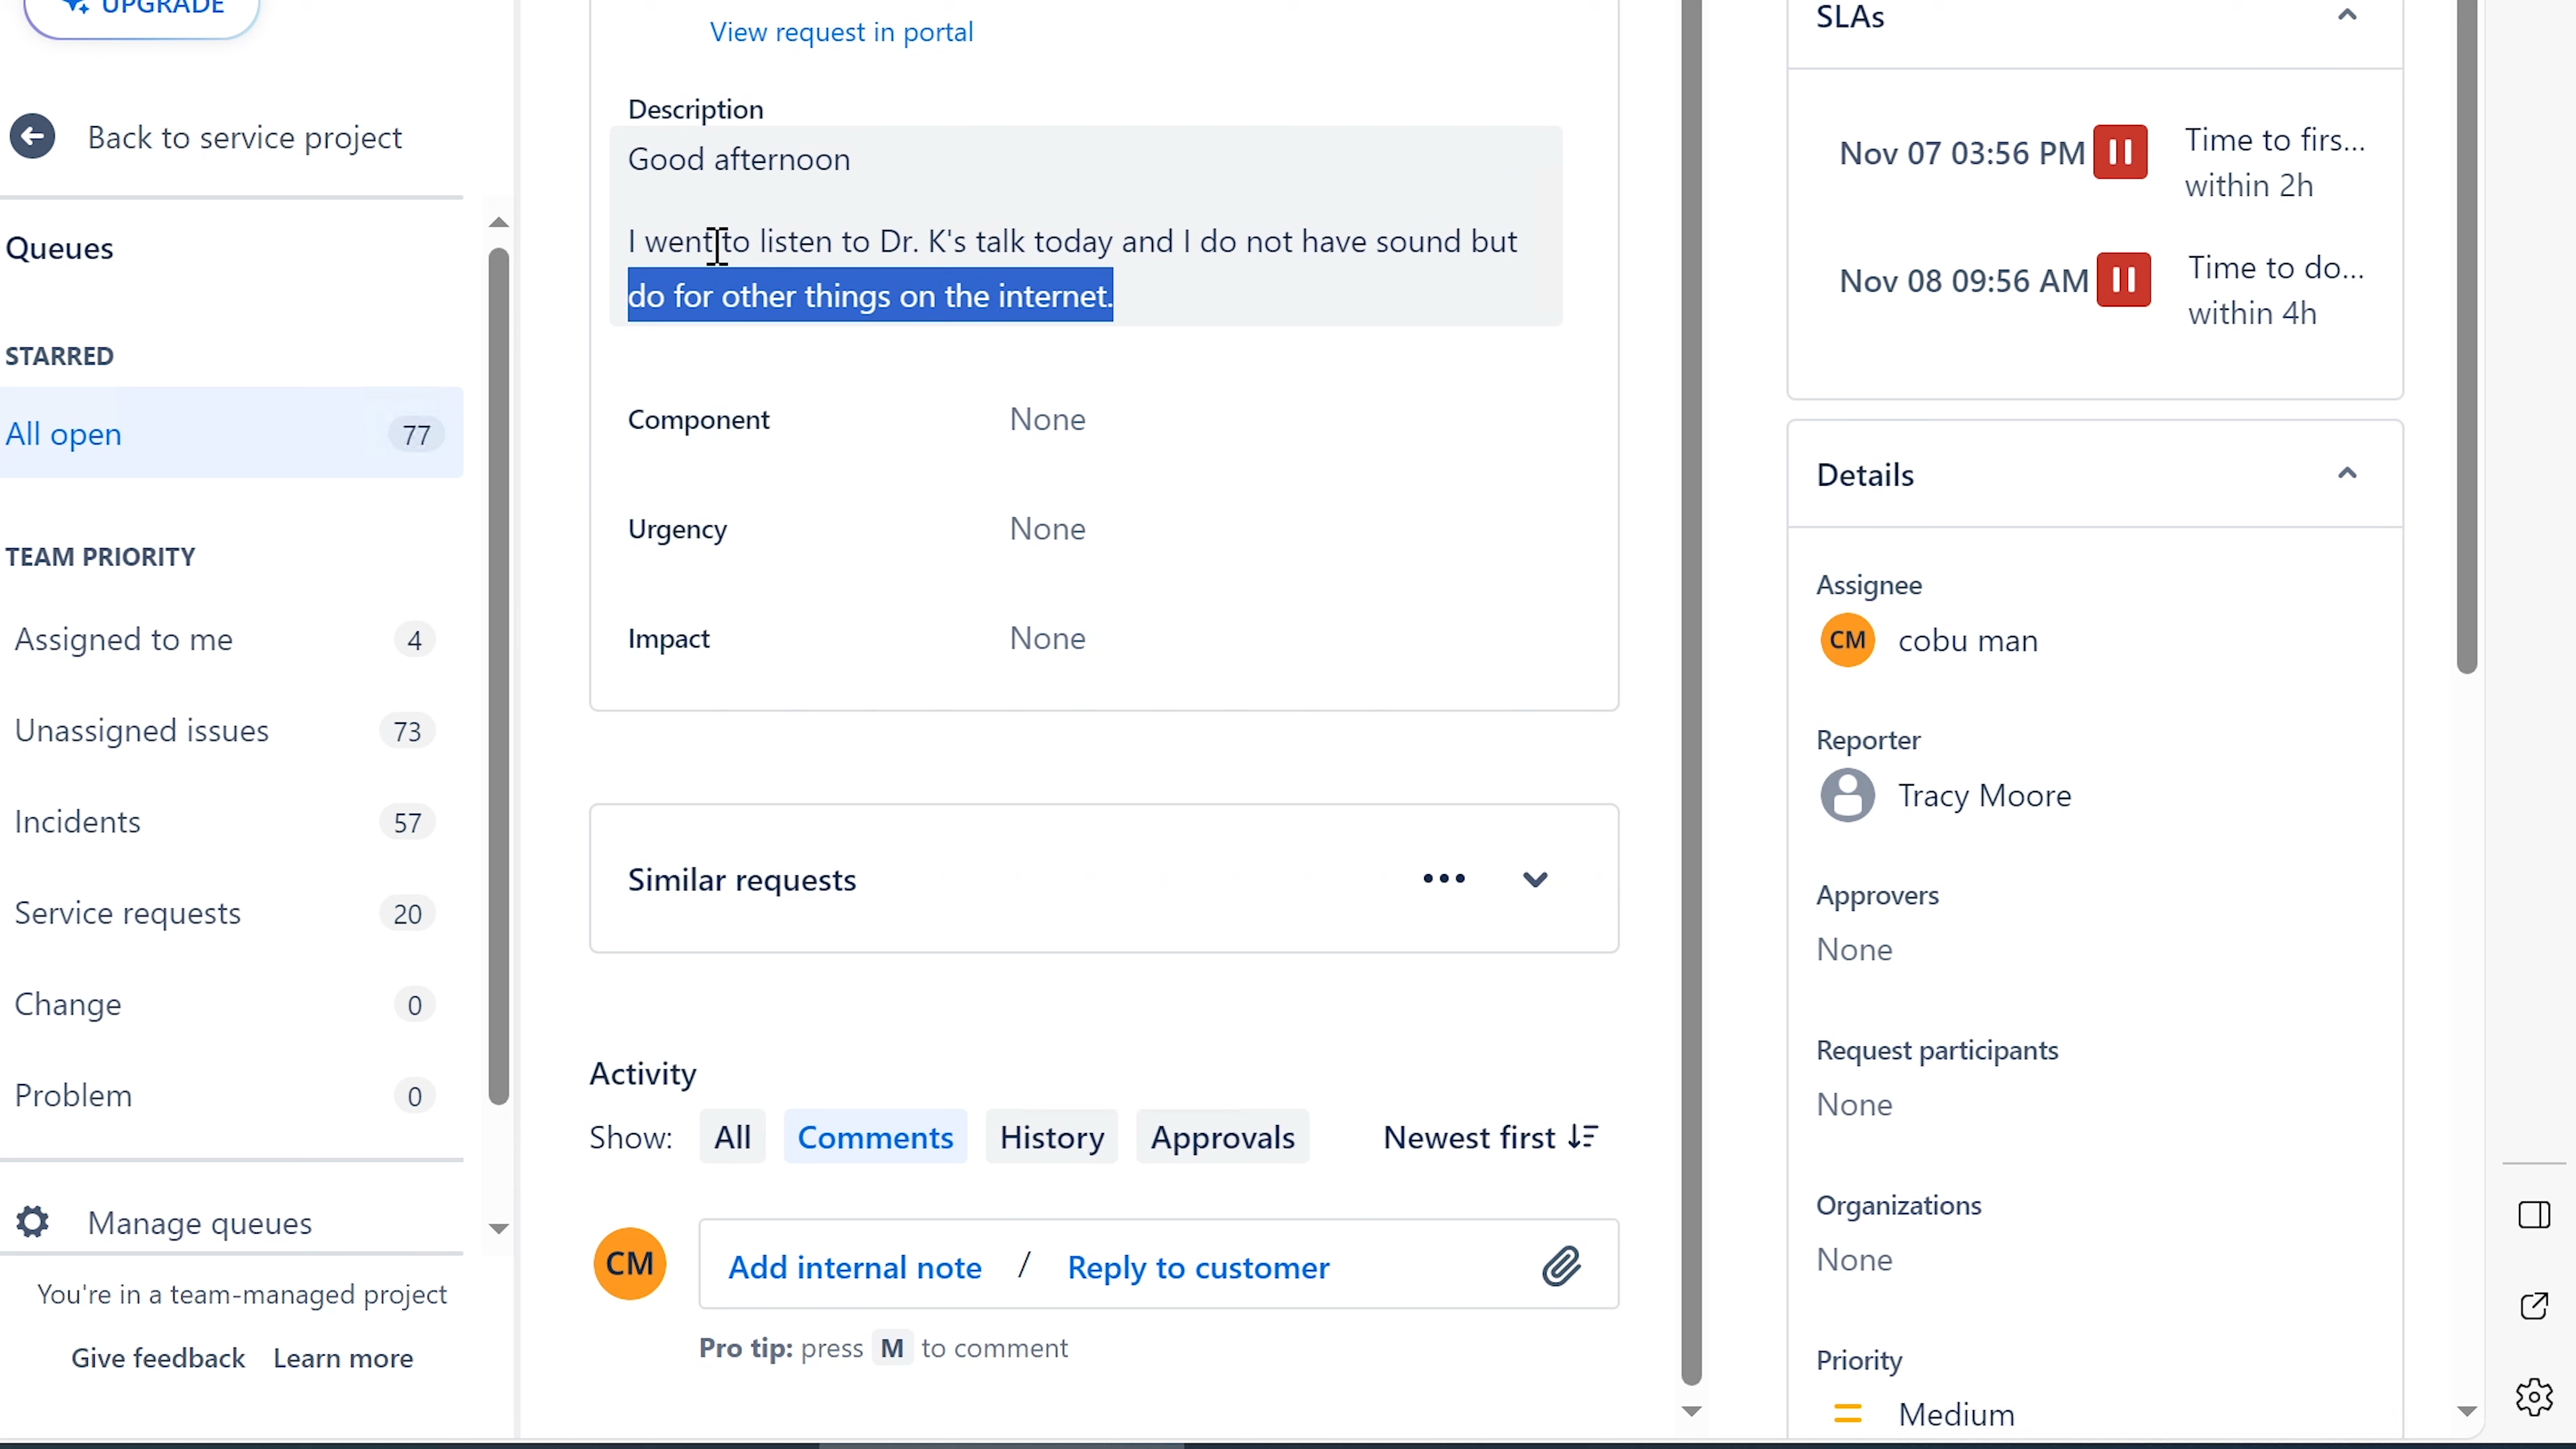 UPGRADE
Back to service project
Queues
STARRED
All open 77
TEAM PRIORITY
Assigned to me 4
Unassigned issues 73
Incidents 57
Service requests 20
Change 0
Problem 0
Manage queues
You're in a team-managed project
Give feedback Learn more
View request in portal
Description
Good afternoon
I went to listen to Dr. K's talk today and I do not have sound but
do for other things on the internet.
Component None
Urgency None
Impact None
Similar requests
Activity
Show: All Comments History Approvals Newest first
CM Add internal note / Reply to customer
Pro tip: press M to comment
SLAs
Nov 07 03:56 PM Time to firs...
within 2h
Nov 08 09:56 AM Time to do...
within 4h
Details
Assignee
CM cobu man
Reporter
Tracy Moore
Approvers
None
Request participants
None
Organizations
None
Priority
Medium